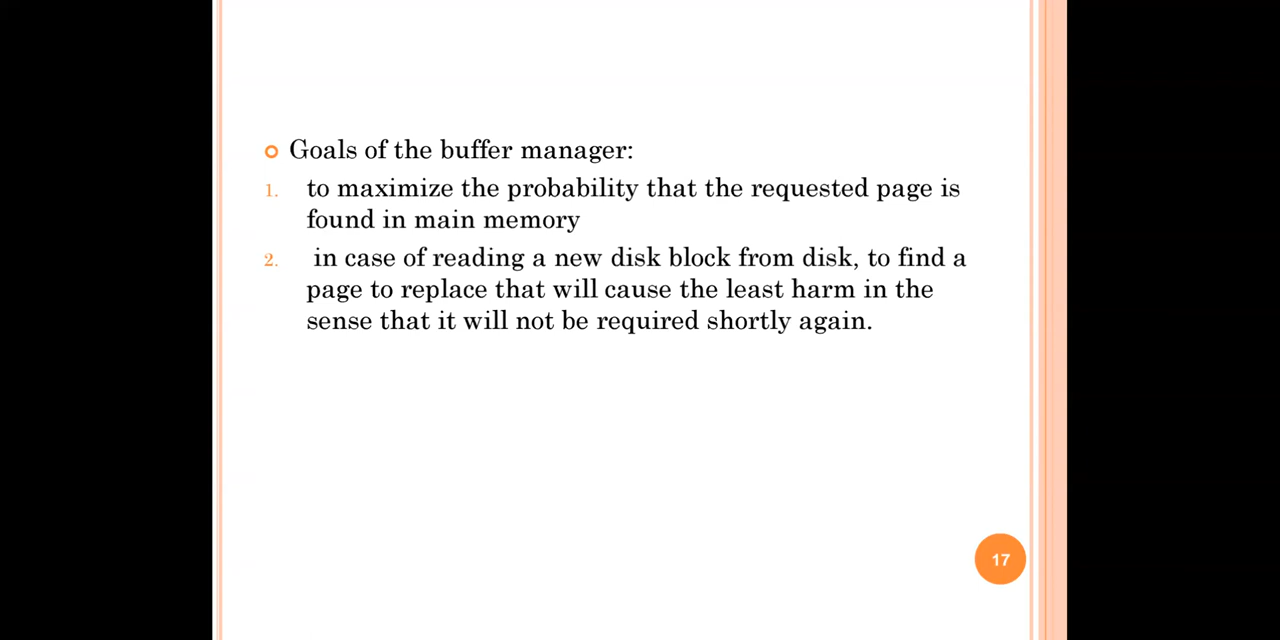 Goals of the buffer manager:
1. to maximize the probability that the requested page is
found in main memory
2. in case of reading a new disk block from disk, to find a
page to replace that will cause the least harm in the
sense that it will not be required shortly again.
17